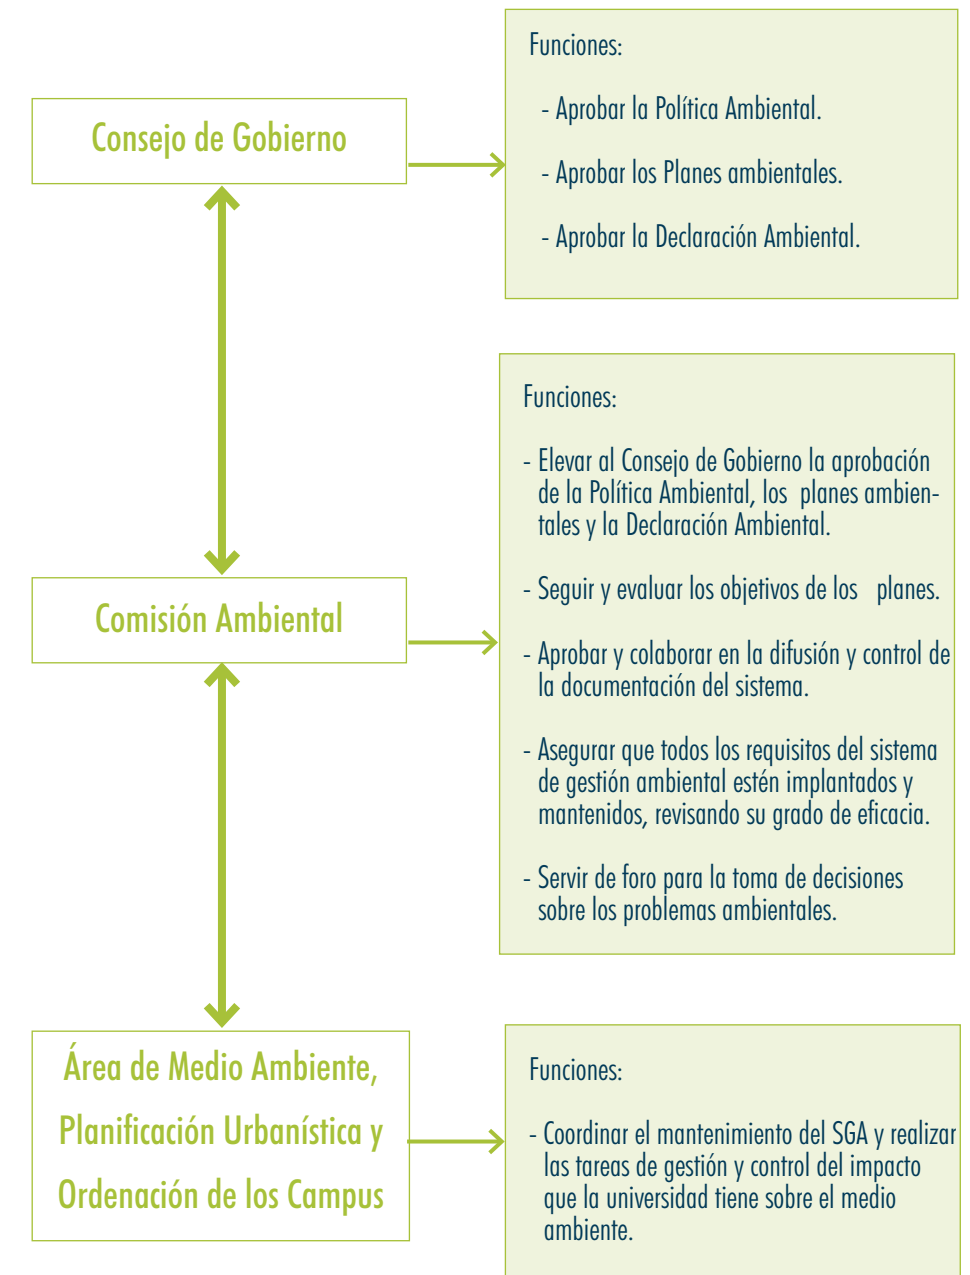 Consejo de Gobierno
Funciones:
- Aprobar la Política Ambiental.
- Aprobar los Planes ambientales.
- Aprobar la Declaración Ambiental.
Comisión Ambiental
Funciones:
- Elevar al Consejo de Gobierno la aprobación
de la Política Ambiental, los planes ambien-
tales y la Declaración Ambiental.
- Seguir y evaluar los objetivos de los planes.
- Aprobar y colaborar en la difusión y control de
la documentación del sistema.
- Asegurar que todos los requisitos del sistema
de gestión ambiental estén implantados y
mantenidos, revisando su grado de eficacia.
- Servir de foro para la toma de decisiones
sobre los problemas ambientales.
Área de Medio Ambiente,
Planificación Urbanística y
Ordenación de los Campus
Funciones:
- Coordinar el mantenimiento del SGA y realizar
las tareas de gestión y control del impacto
que la universidad tiene sobre el medio
ambiente.